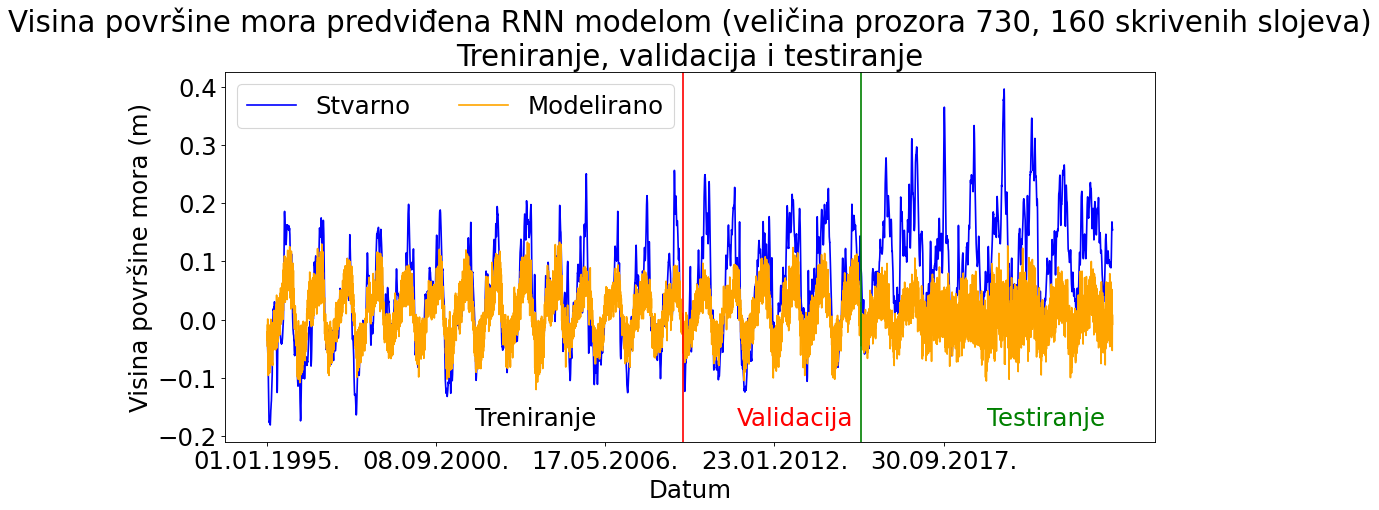 Visina površine mora predviđena RNN modelom (veličina prozora 730, 160 skrivenih slojeva)
Treniranje, validacija i testiranje
Stvarno
Modelirano
Visina površine mora (m)
0.4
0.3
0.2
0.1
0.0
−0.1
−0.2
Treniranje
Validacija
Testiranje
01.01.1995.
08.09.2000.
17.05.2006.
23.01.2012.
30.09.2017.
Datum